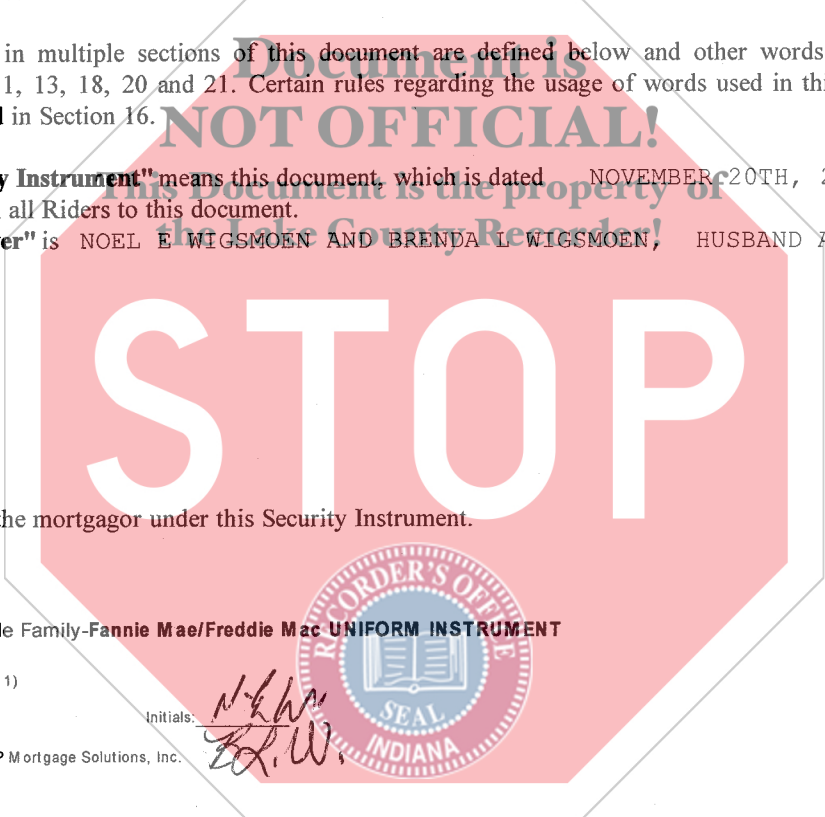 in multiple sections of this document are defined below and other words
Document is
1, 13, 18, 20 and 21. Certain rules regarding the usage of words used in
in Section 16.
NOT OFFICIAL!
Instrument" means this document, which is dated NOVEMBER 20TH,
This Document is the property of
all Riders to this document.
the Lake County Recorder!
er" is NOEL E WIGSMOEN AND BRENDA L WIGSMOEN, HUSBAND
STOP
the mortgagor under this Security Instrument.
RECORDER'S OFFICE
le Family-Fannie Mae/Freddie Mac UNIFORM INSTRUMENT
1)
Initials: N.E.W.
B.L.W.
SEAL
INDIANA
P Mortgage Solutions, Inc.